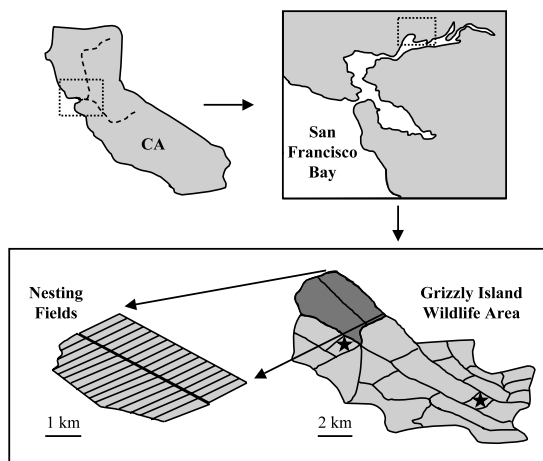 CA
San
Francisco
Bay
Nesting
Fields
Grizzly Island
Wildlife Area
1 km
2 km